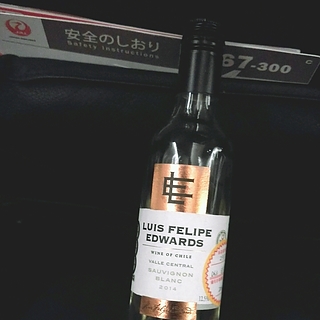 安全のしおり
Safety Instructions
67-300
LUIS FELIPE
EDWARDS
WINE OF CHILE
VALLE CENTRAL
SAUVIGNON
BLANC
2014